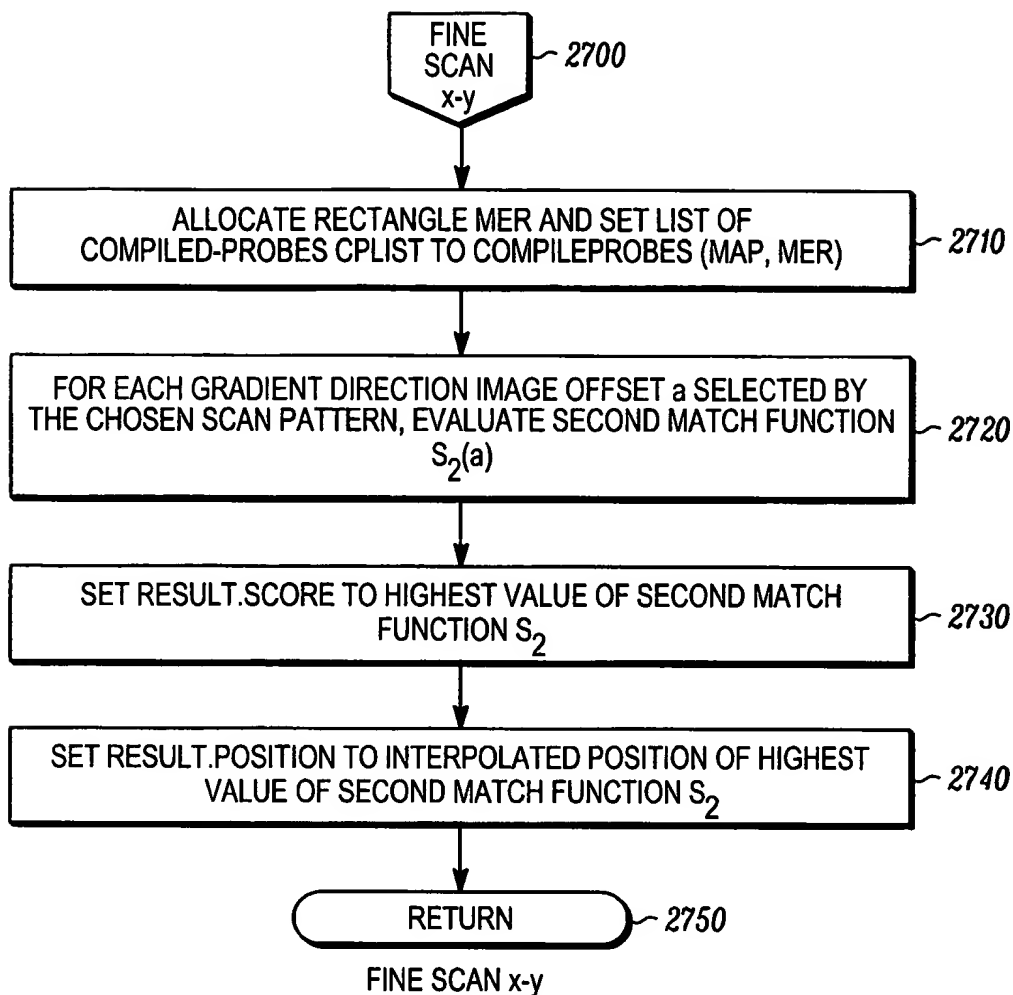 FINE
SCAN
x-y
2700
ALLOCATE RECTANGLE MER AND SET LIST OF
COMPILED-PROBES CPLIST TO COMPILEPROBES (MAP, MER)
2710
FOR EACH GRADIENT DIRECTION IMAGE OFFSET a SELECTED BY
THE CHOSEN SCAN PATTERN, EVALUATE SECOND MATCH FUNCTION
S2(a)
2720
SET RESULT.SCORE TO HIGHEST VALUE OF SECOND MATCH
FUNCTION S2
2730
SET RESULT.POSITION TO INTERPOLATED POSITION OF HIGHEST
VALUE OF SECOND MATCH FUNCTION S2
2740
RETURN
2750
FINE SCAN x-y